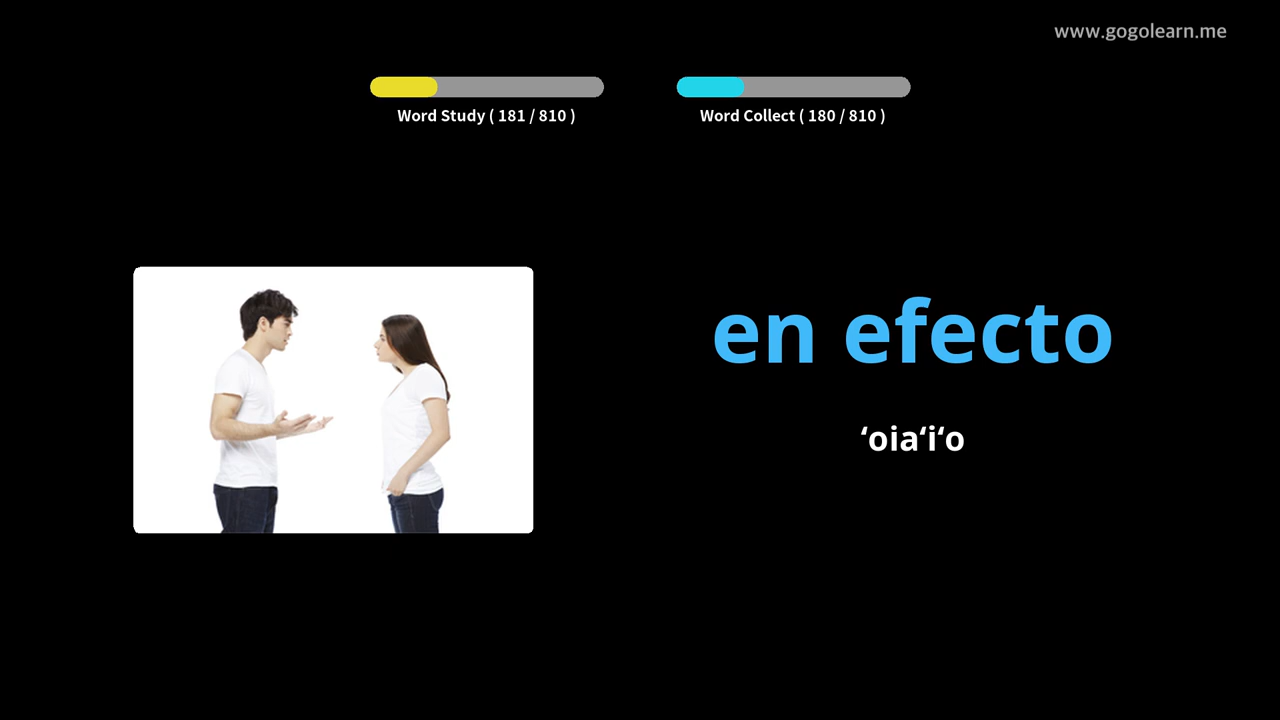 www.gogolearn.me
Word Study ( 181 / 810 )
Word Collect ( 180 / 810 )
en efecto
ʻoiaʻiʻo